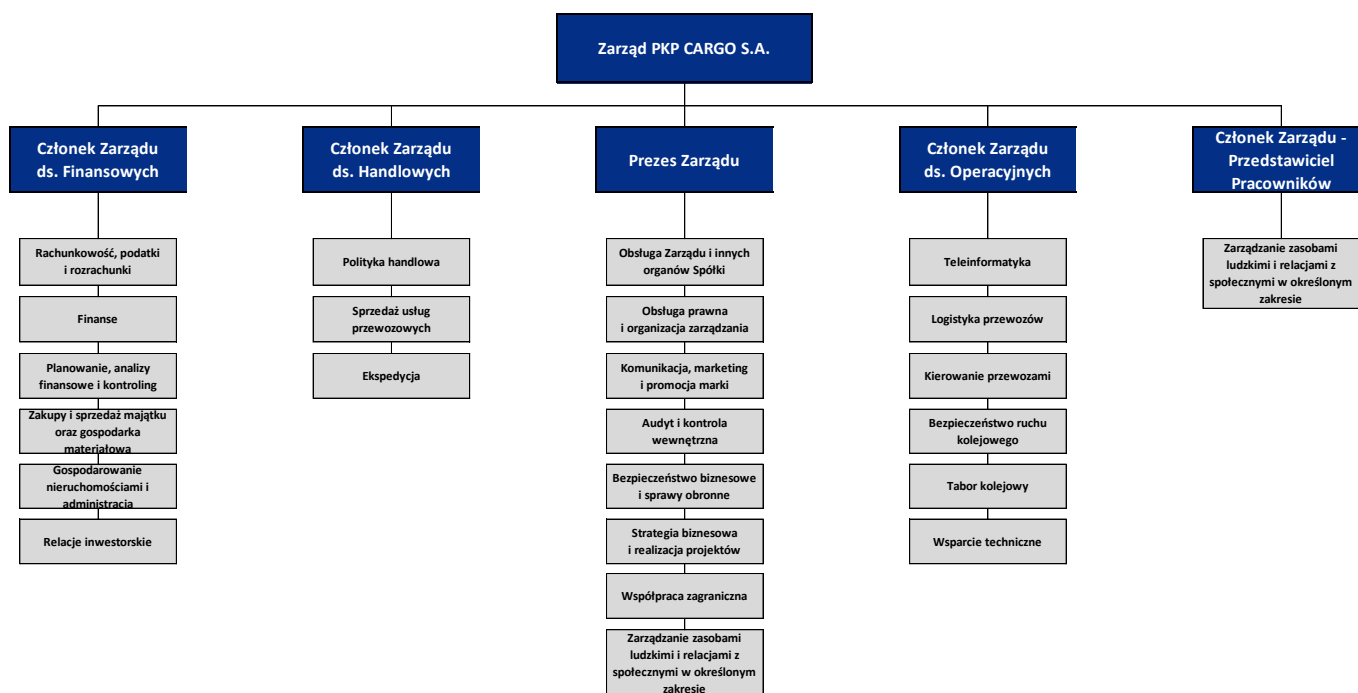 Zarząd PKP CARGO S.A.
Członek Zarządu
ds. Finansowych
Członek Zarządu
ds. Handlowych
Prezes Zarządu
Członek Zarządu
ds. Operacyjnych
Członek Zarządu -
Przedstawiciel
Pracowników
Rachunkowość, podatki
i rozrachunki
Finanse
Planowanie, analizy
finansowe i kontroling
Zakupy i sprzedaż majątku
oraz gospodarka
materiałowa
Gospodarowanie
nieruchomościami i
administracja
Relacje inwestorskie
Polityka handlowa
Sprzedaż usług
przewozowych
Ekspedycja
Obsługa Zarządu i innych
organów Spółki
Obsługa prawna
i organizacja zarządzania
Komunikacja, marketing
i promocja marki
Audyt i kontrola
wewnętrzna
Bezpieczeństwo biznesowe
i sprawy obronne
Strategia biznesowa
i realizacja projektów
Współpraca zagraniczna
Zarządzanie zasobami
ludzkimi i relacjami z
społecznymi w określonym
zakresie
Teleinformatyka
Logistyka przewozów
Kierowanie przewozami
Bezpieczeństwo ruchu
kolejowego
Tabor kolejowy
Wsparcie techniczne
Zarządzanie zasobami
ludzkimi i relacjami z
społecznymi w określonym
zakresie